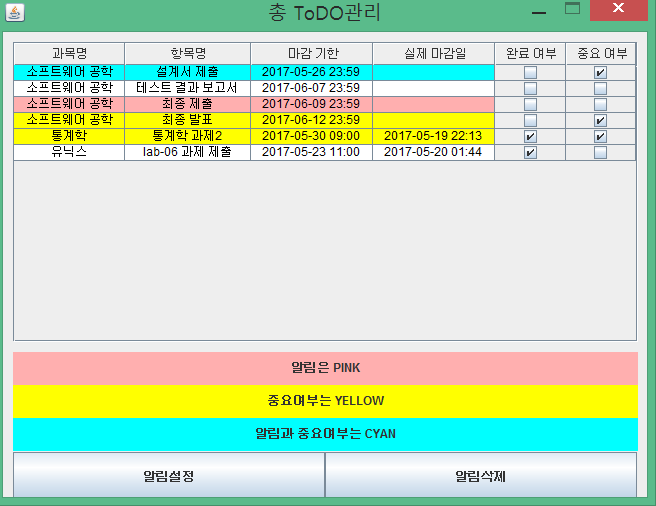 총 ToDO관리
과목명 항목명 마감 기한 실제 마감일 완료 여부 중요 여부
소프트웨어 공학 설계서 제출 2017-05-26 23:59
소프트웨어 공학 테스트 결과 보고서 2017-06-07 23:59
소프트웨어 공학 최종 제출 2017-06-09 23:59
소프트웨어 공학 최종 발표 2017-06-12 23:59
통계학 통계학 과제2 2017-05-30 09:00 2017-05-19 22:13
유닉스 lab-06 과제 제출 2017-05-23 11:00 2017-05-20 01:44
알림은 PINK
중요여부는 YELLOW
알림과 중요여부는 CYAN
알림설정 알림삭제